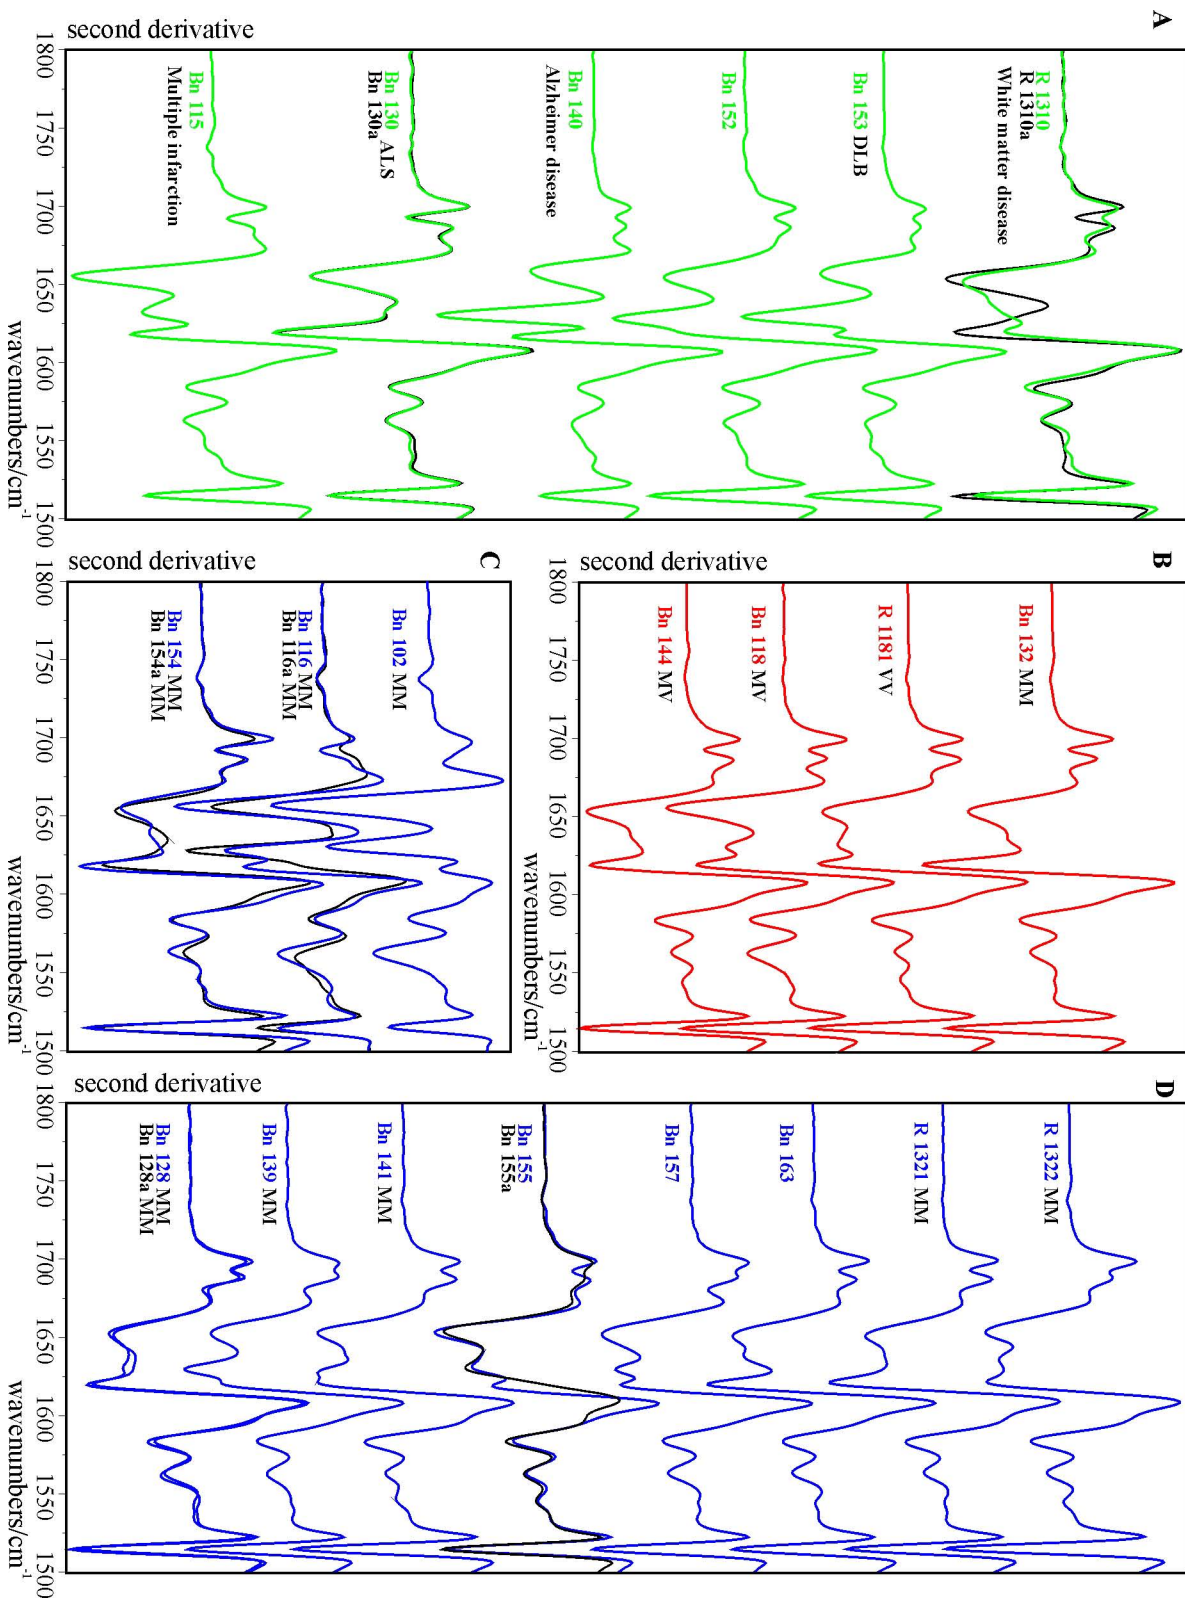 A
second derivative
R 1310
R 1310a
White matter disease
Bn 153 DLB
Bn 152
Bn 140
Alzheimer disease
Bn 130 ALS
Bn 130a
Bn 115
Multiple infarction
1800 1750 1700 1650 1600 1550 1500
wavenumbers/cm-1
B
second derivative
Bn 132 MM
R 1181 VV
Bn 118 MV
Bn 144 MV
1800 1750 1700 1650 1600 1550 1500
wavenumbers/cm-1
C
second derivative
Bn 102 MM
Bn 116 MM
Bn 116a MM
Bn 154 MM
Bn 154a MM
1800 1750 1700 1650 1600 1550 1500
wavenumbers/cm-1
D
second derivative
R 1322 MM
R 1321 MM
Bn 163
Bn 157
Bn 155
Bn 155a
Bn 141 MM
Bn 139 MM
Bn 128 MM
Bn 128a MM
1800 1750 1700 1650 1600 1550 1500
wavenumbers/cm-1